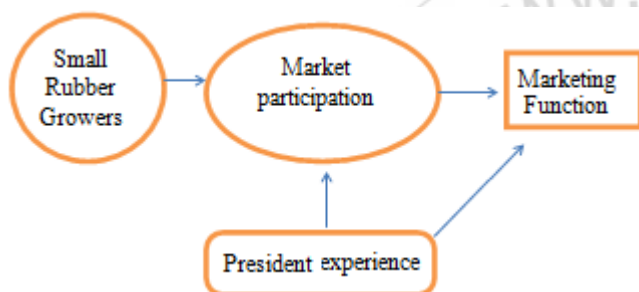 Small
Rubber
Growers
Market
participation
Marketing
Function
President experience